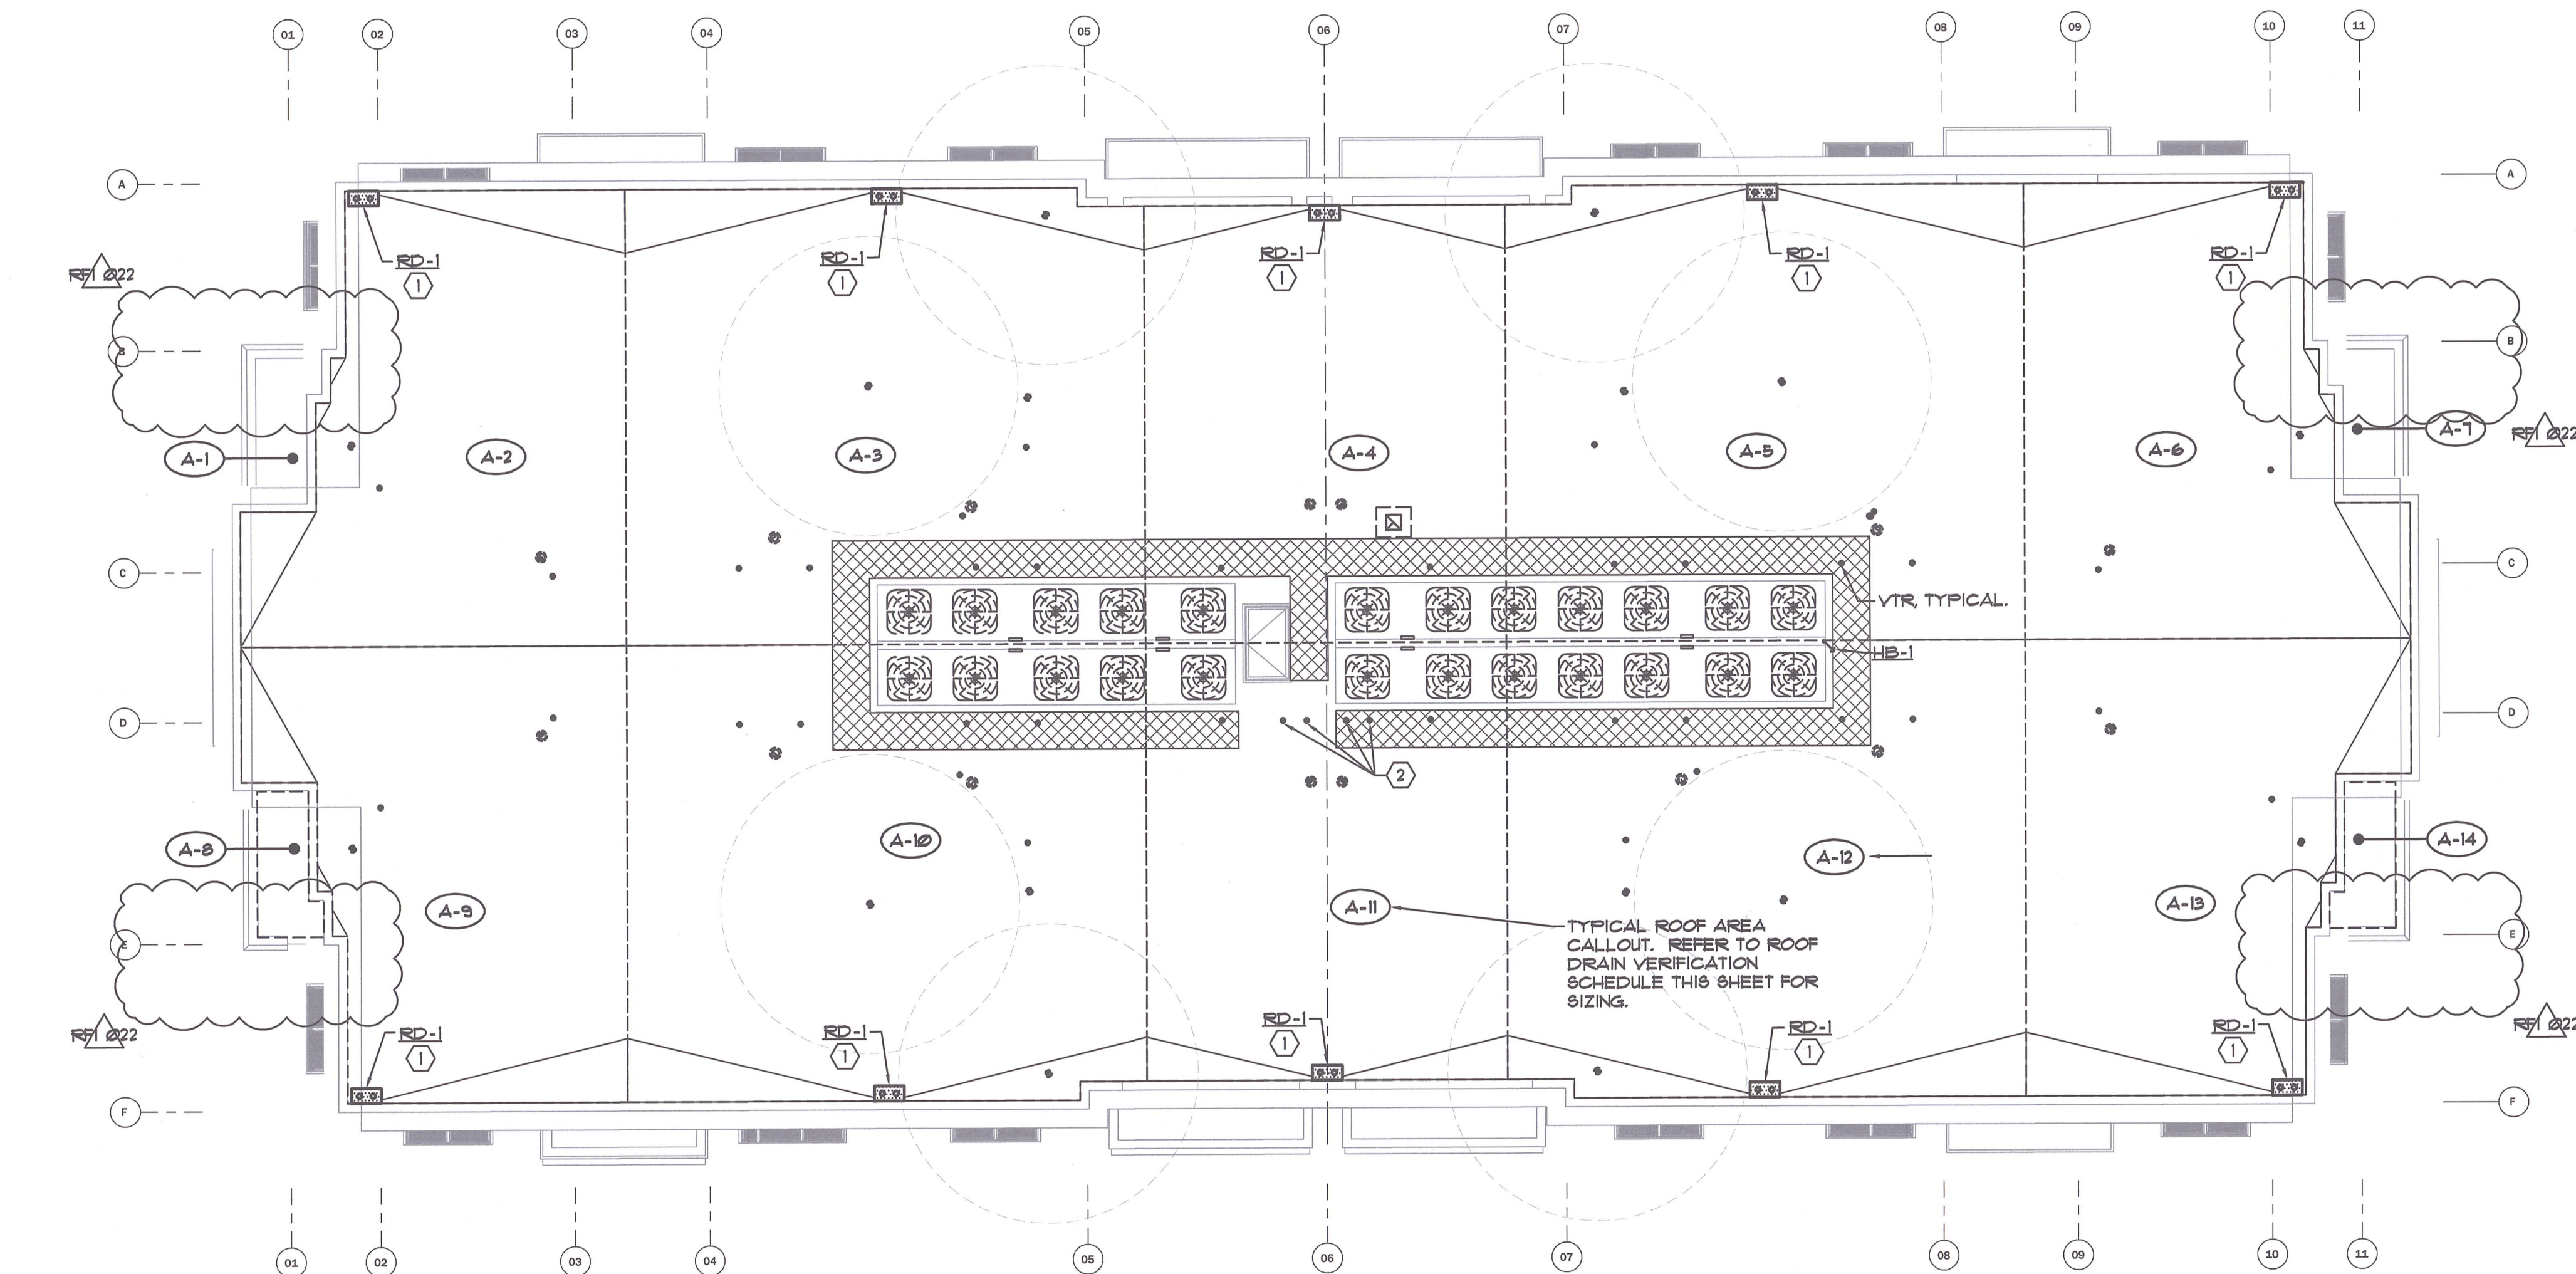 01 02 03 04 05 06 07 08 09 10 11
A A
RD-1 RD-1 RD-1 RD-1 RD-1
1 1 1 1 1
RFI Ø22
B B
A-1 A-2 A-3 A-4 A-5 A-6 A-7 RFI Ø22
C C
VTR, TYPICAL.
HB-1
D D
2
A-8 A-10 A-12 A-14
A-9 A-11 A-13
TYPICAL ROOF AREA
CALLOUT. REFER TO ROOF
DRAIN VERIFICATION
SCHEDULE THIS SHEET FOR
SIZING.
E E
RFI Ø22 RFI Ø22
RD-1 RD-1 RD-1 RD-1 RD-1
1 1 1 1 1
F F
01 02 03 04 05 06 07 08 09 10 11